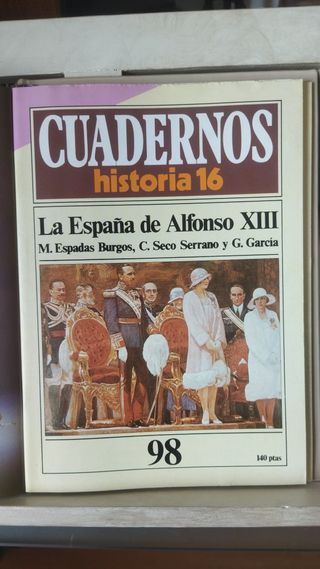 CUADERNOS
historia 16
La España de Alfonso XIII
M. Espadas Burgos, C. Seco Serrano y G. García
98
140 ptas